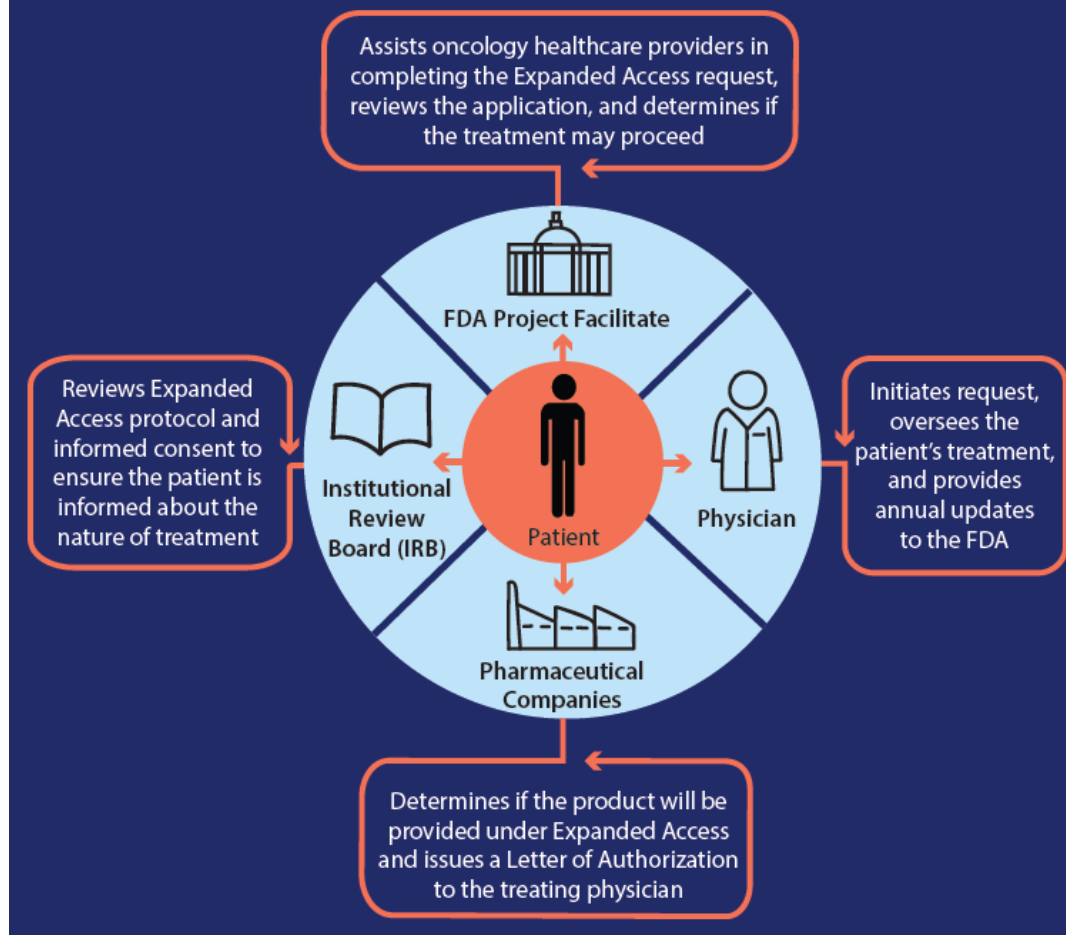 Assists oncology healthcare providers in
completing the Expanded Access request,
reviews the application, and determines if
the treatment may proceed
FDA Project Facilitate
Reviews Expanded
Access protocol and
informed consent to
ensure the patient is
informed about the
nature of treatment
Institutional
Review
Board (IRB)
Patient
Physician
Initiates request,
oversees the
patient’s treatment,
and provides
annual updates
to the FDA
Pharmaceutical
Companies
Determines if the product will be
provided under Expanded Access
and issues a Letter of Authorization
to the treating physician